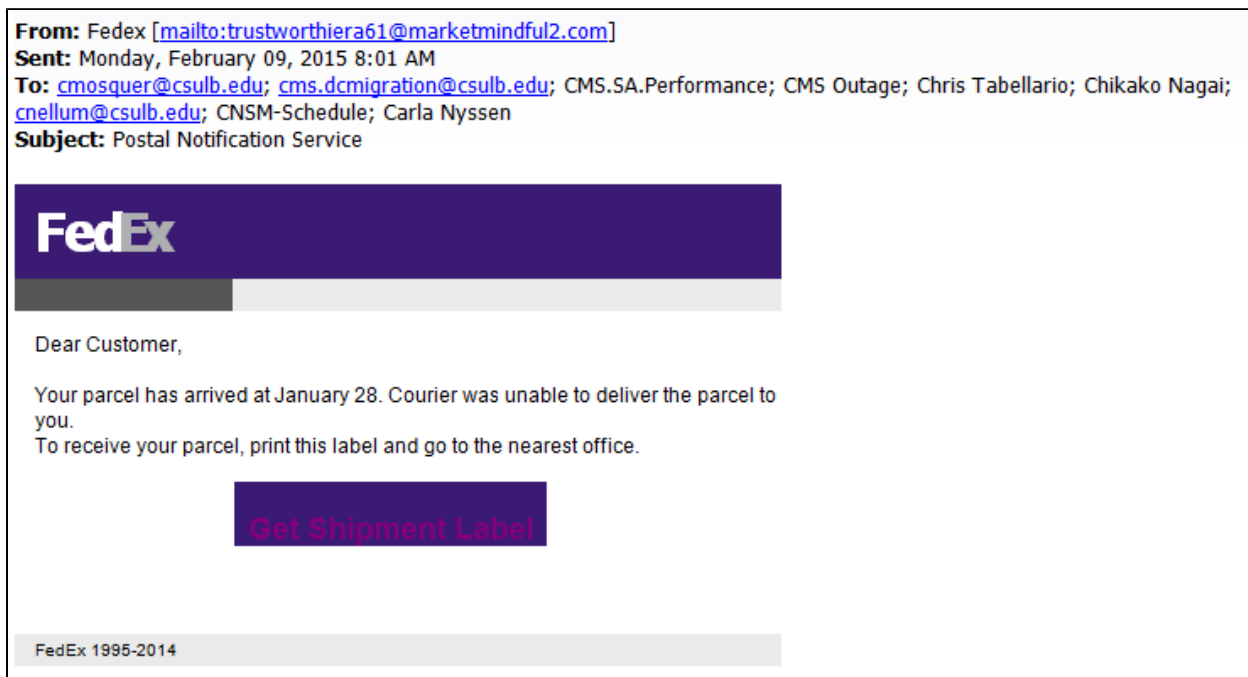 From: Fedex [mailto:trustworthiera61@marketmindful2.com]
Sent: Monday, February 09, 2015 8:01 AM
To: cmosquer@csulb.edu; cms.dcmigration@csulb.edu; CMS.SA.Performance; CMS Outage; Chris Tabellario; Chikako Nagai;
cnellum@csulb.edu; CNSM-Schedule; Carla Nyssen
Subject: Postal Notification Service
FedEx
Dear Customer,
Your parcel has arrived at January 28. Courier was unable to deliver the parcel to
you.
To receive your parcel, print this label and go to the nearest office.
Get Shipment Label
FedEx 1995-2014